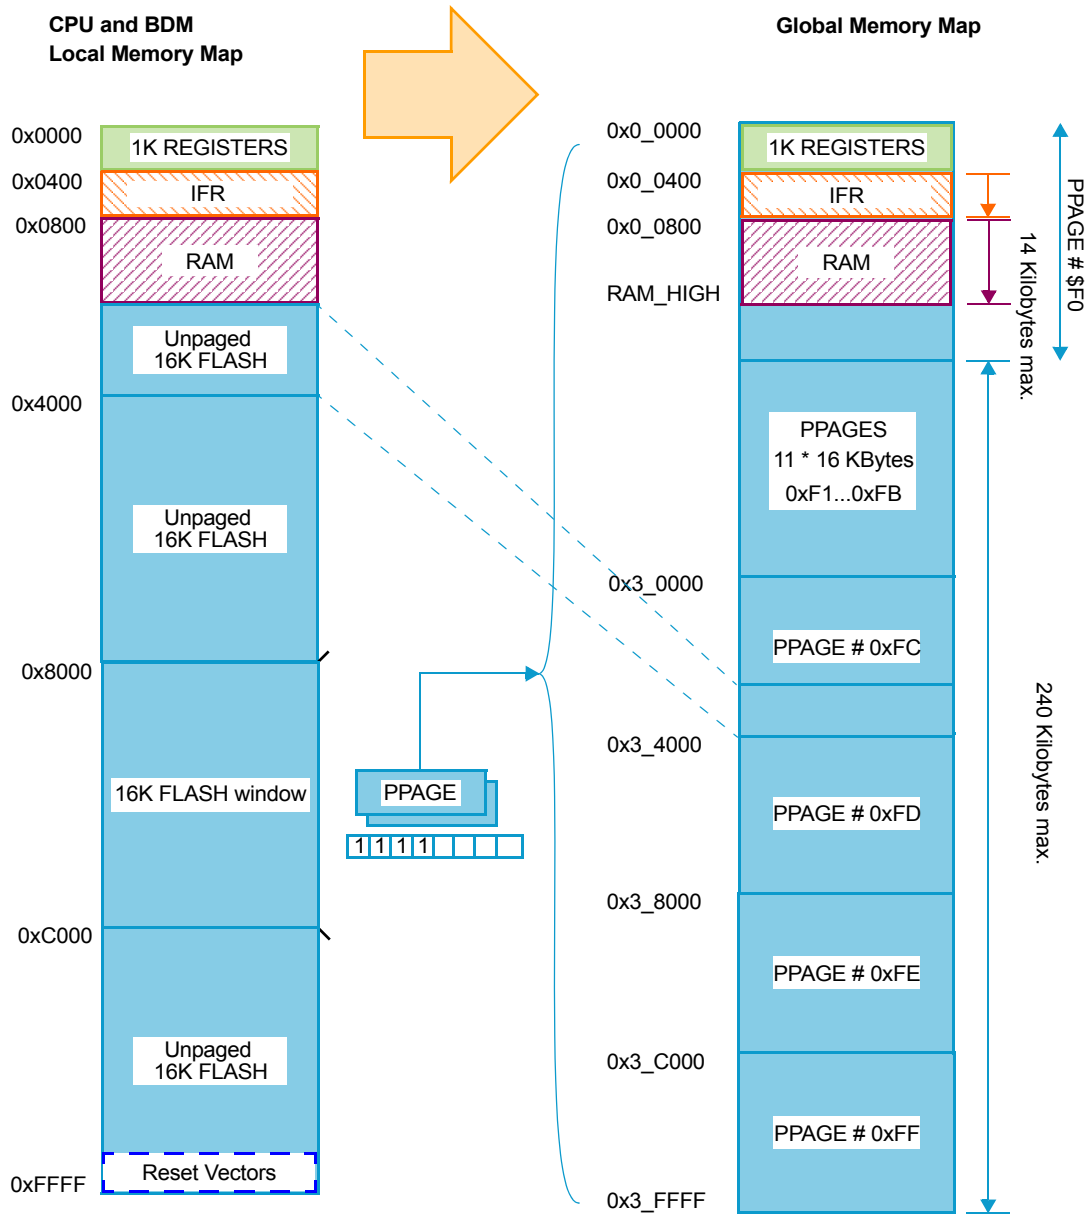 CPU and BDM
Local Memory Map
Global Memory Map
0x0000
1K REGISTERS
0x0400
IFR
0x0800
RAM
Unpaged
16K FLASH
0x4000
Unpaged
16K FLASH
0x8000
16K FLASH window
0xC000
Unpaged
16K FLASH
Reset Vectors
0xFFFF
PPAGE
1 1 1 1
0x0_0000
1K REGISTERS
0x0_0400
IFR
0x0_0800
RAM
RAM_HIGH
PPAGES
11 * 16 KBytes
0xF1...0xFB
0x3_0000
PPAGE # 0xFC
0x3_4000
PPAGE # 0xFD
0x3_8000
PPAGE # 0xFE
0x3_C000
PPAGE # 0xFF
0x3_FFFF
PPAGE # $F0
14 Kilobytes max.
240 Kilobytes max.